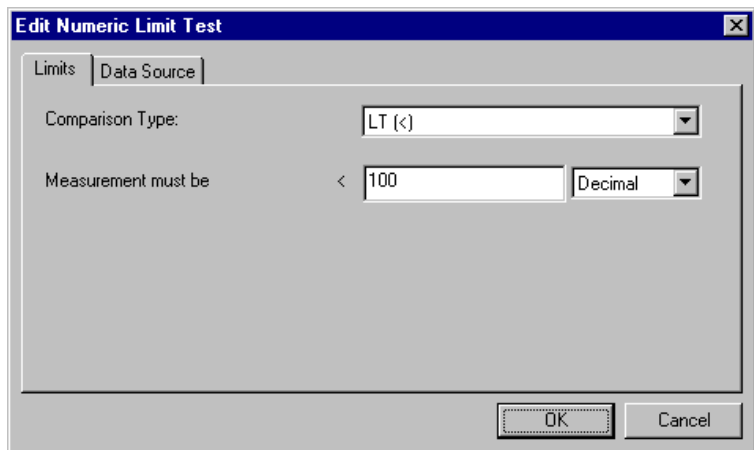 Edit Numeric Limit Test
Limits Data Source
Comparison Type: LT (<)
Measurement must be < 100 Decimal
OK Cancel